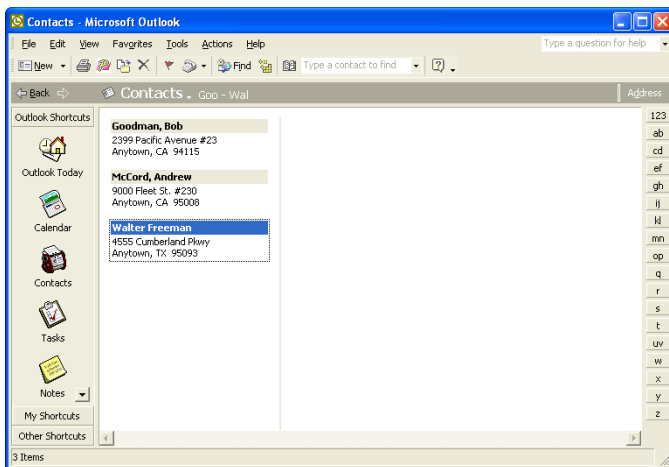 Contacts - Microsoft Outlook
File Edit View Favorites Tools Actions Help
Type a question for help
New
Find
Type a contact to find
Back
Contacts . Goo - Wal
Address
Outlook Shortcuts
Outlook Today
Calendar
Contacts
Tasks
Notes
My Shortcuts
Other Shortcuts
Goodman, Bob
2399 Pacific Avenue #23
Anytown, CA 94115
McCord, Andrew
9000 Fleet St. #230
Anytown, CA 95008
Walter Freeman
4555 Cumberland Pkwy
Anytown, TX 95093
123
ab
cd
ef
gh
ij
kl
mn
op
q
r
s
t
uv
w
x
y
z
3 Items